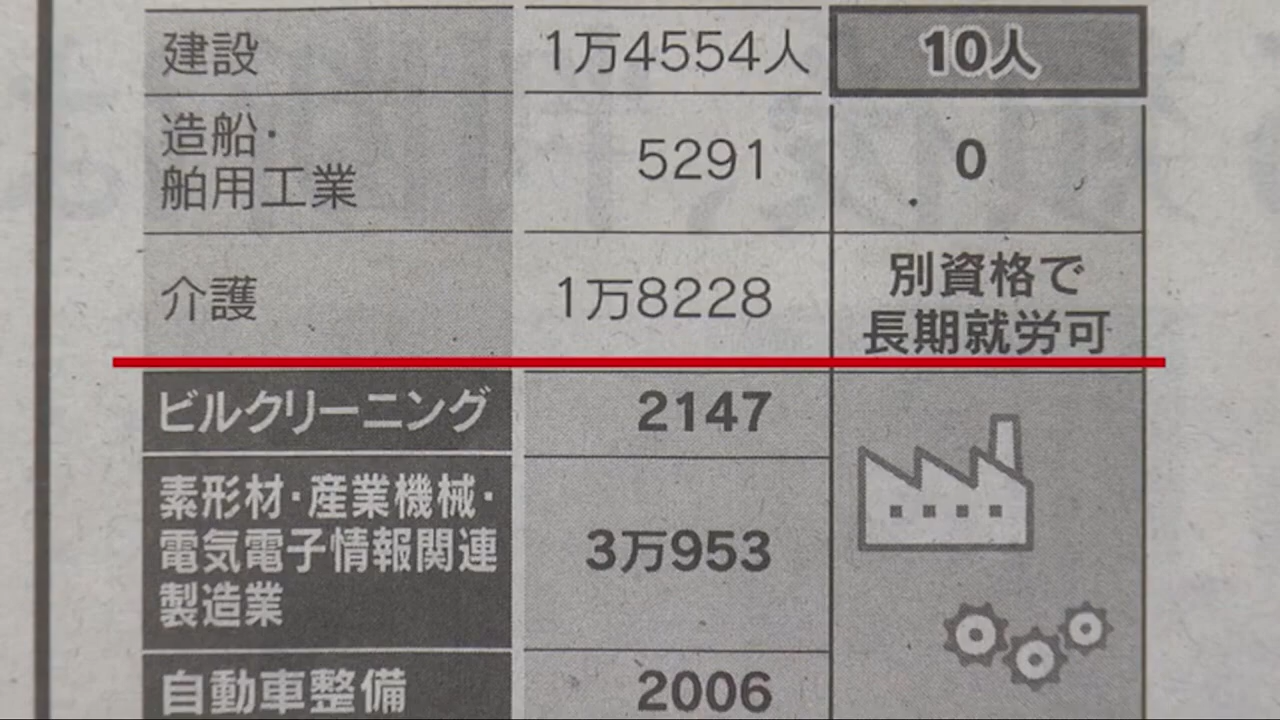 建設 1万4554人 10人
造船・
舶用工業 5291 0
介護 1万8228 別資格で
長期就労可
ビルクリーニング 2147
素形材・産業機械・
電気電子情報関連
製造業 3万953
自動車整備 2006